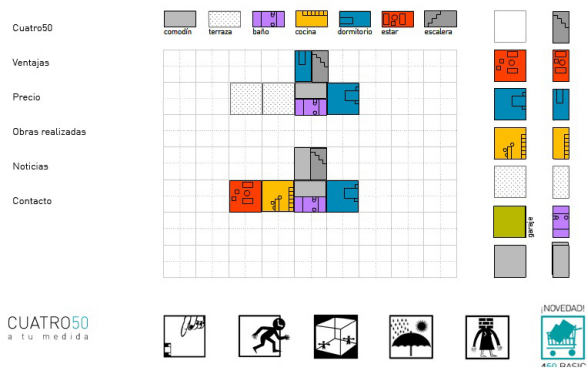 Cuatro50
Ventajas
Precio
Obras realizadas
Noticias
Contacto
comodín terraza baño cocina dormitorio estar escalera
garaje
CUATRO50
a tu medida
¡NOVEDAD!
450 BASIC